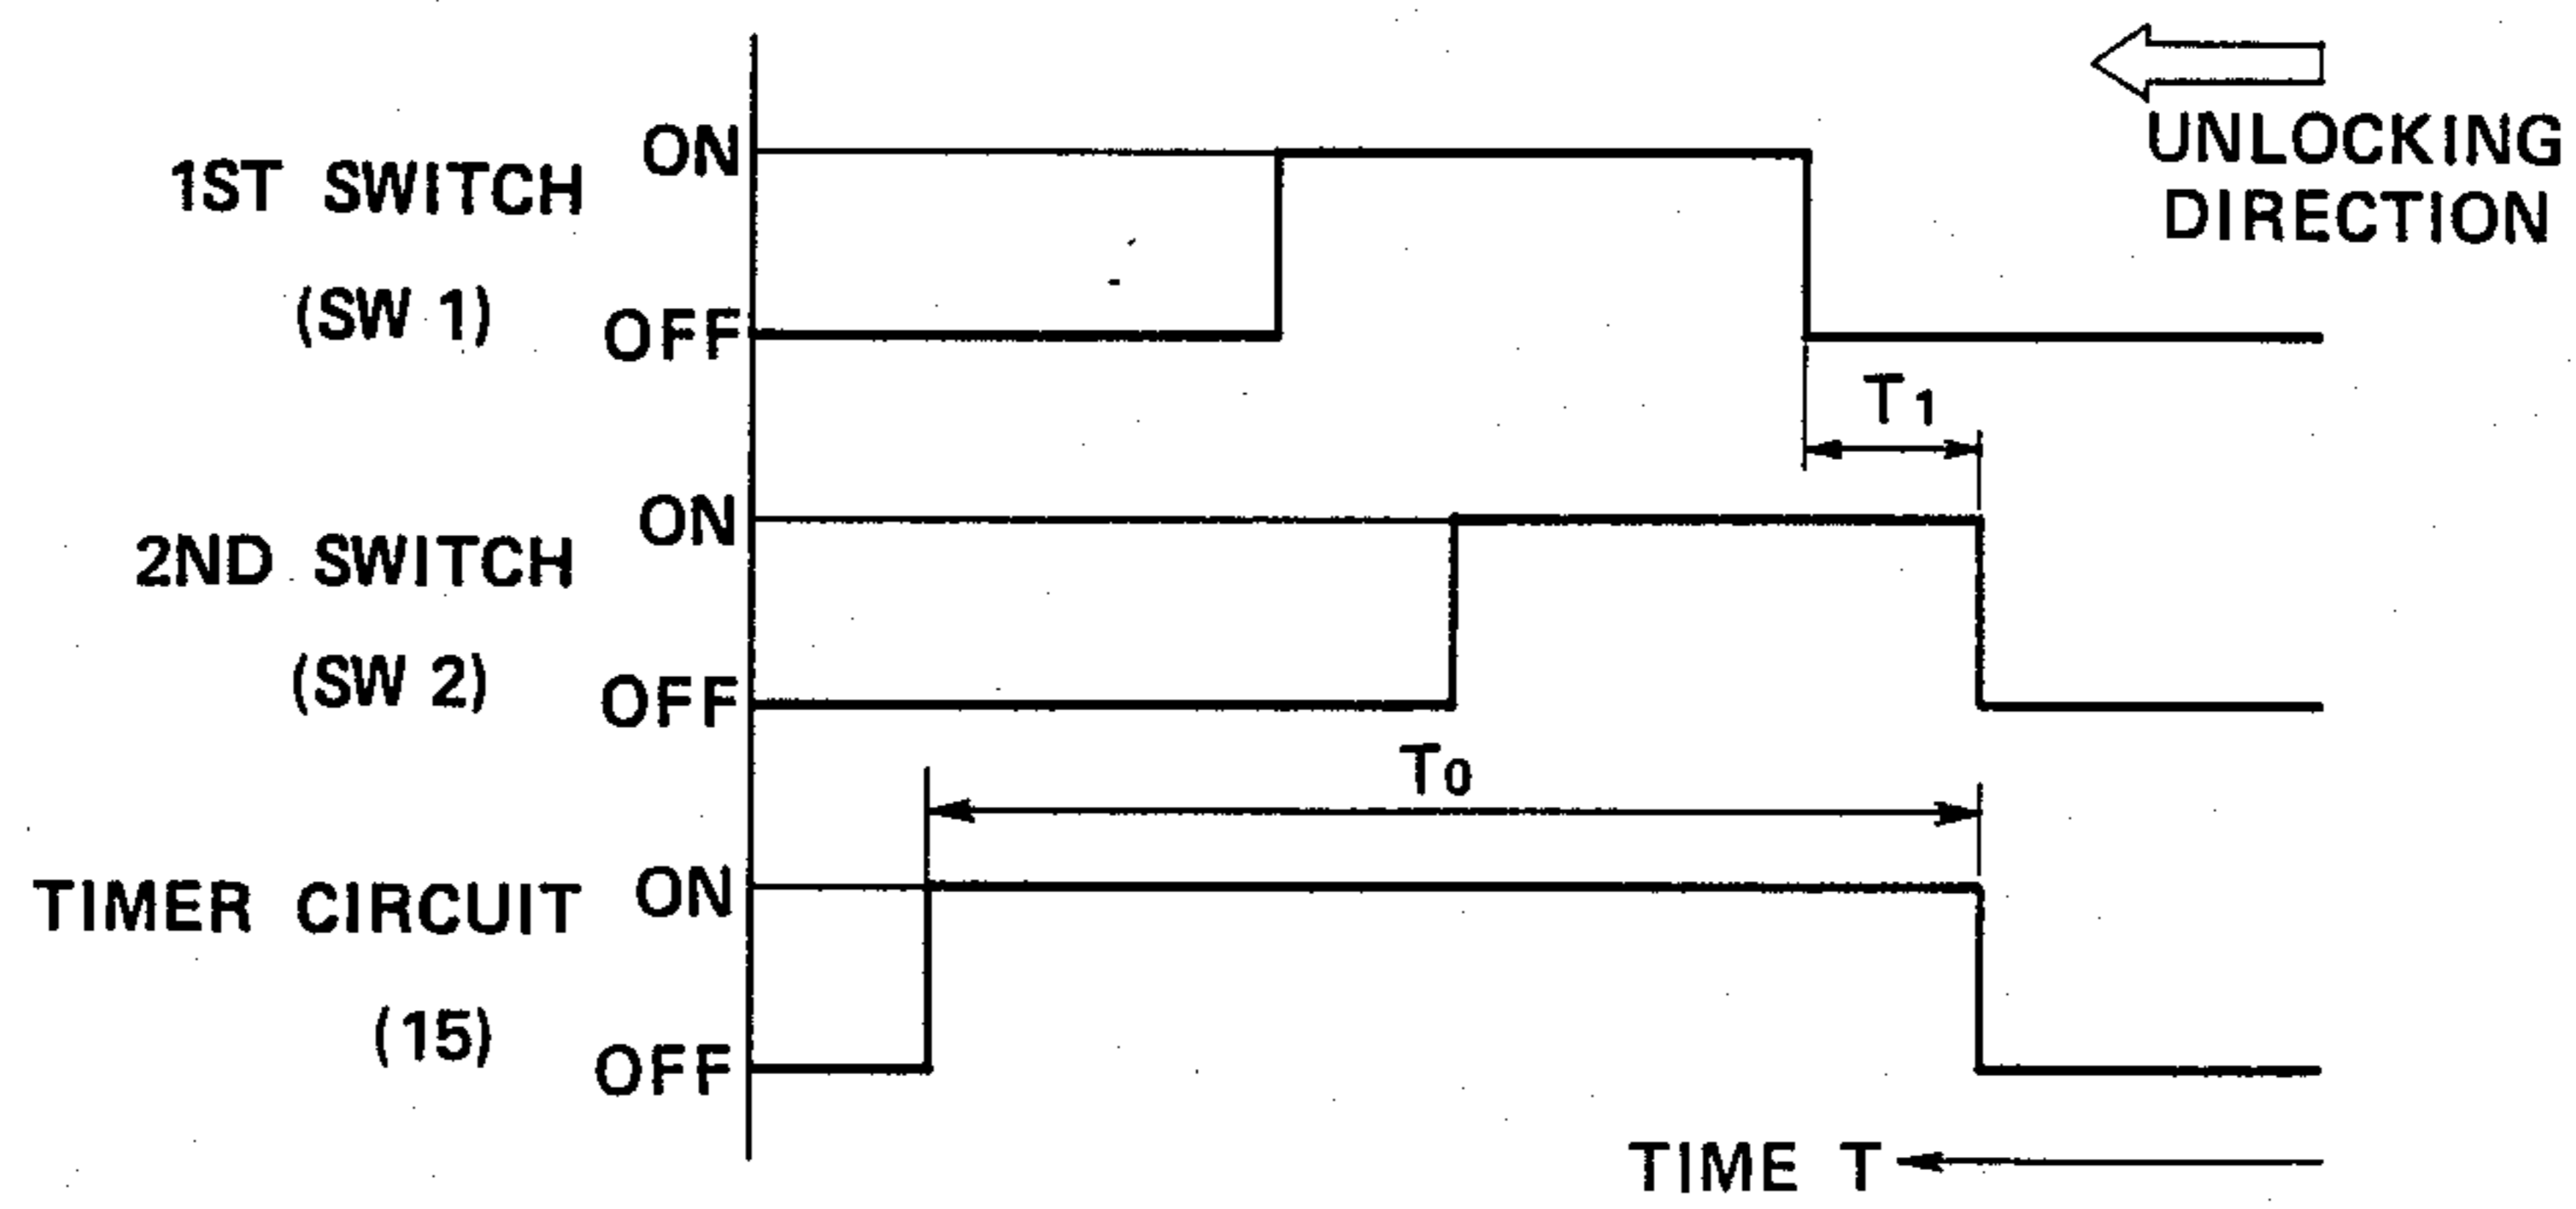 UNLOCKING
DIRECTION
ON
1ST SWITCH
(SW 1)
OFF
T1
ON
2ND SWITCH
(SW 2)
OFF
T0
ON
TIMER CIRCUIT
(15)
OFF
TIME T